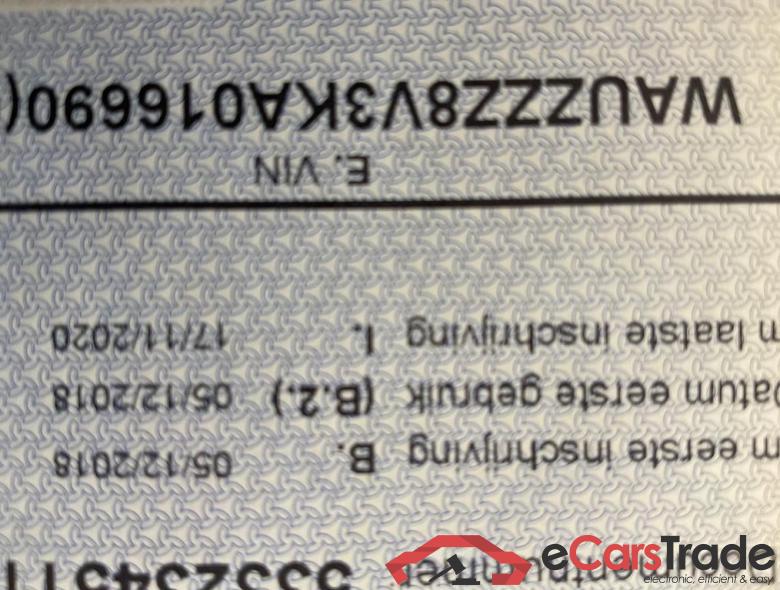 eerste inschrijving B. 05/12/2018
Datum eerste gebruik (B.2.) 05/12/2018
laatste inschrijving I. 17/11/2020
E. VIN
WAUZZZ8V3KA016690(
eCarsTrade
electronic, efficient & easy